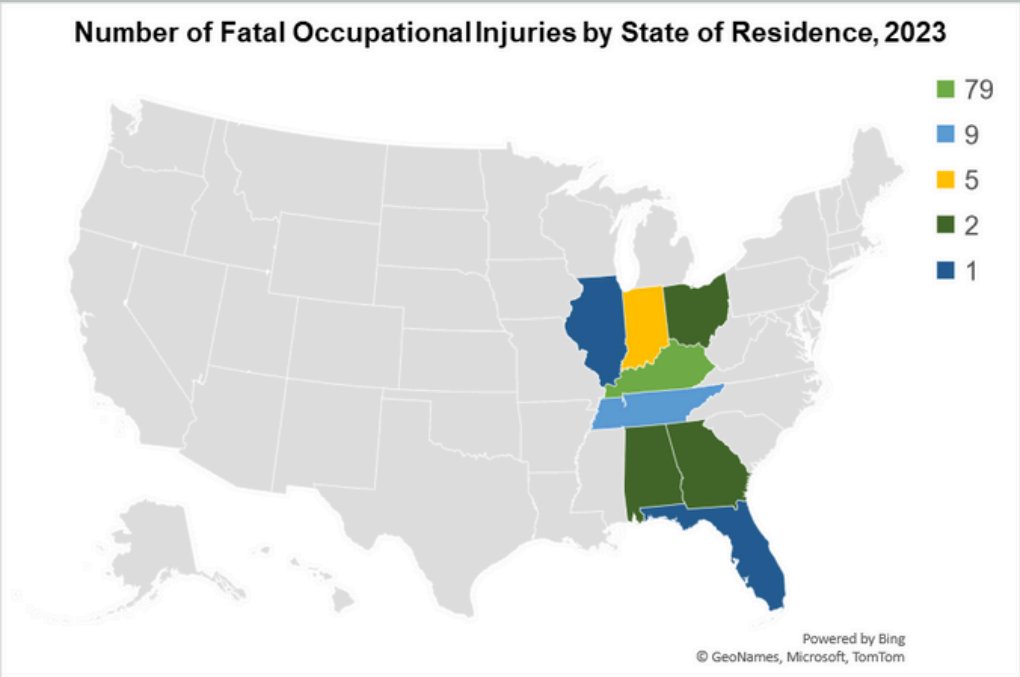 Number of Fatal Occupational Injuries by State of Residence, 2023
79
9
5
2
1
Powered by Bing
© GeoNames, Microsoft, TomTom